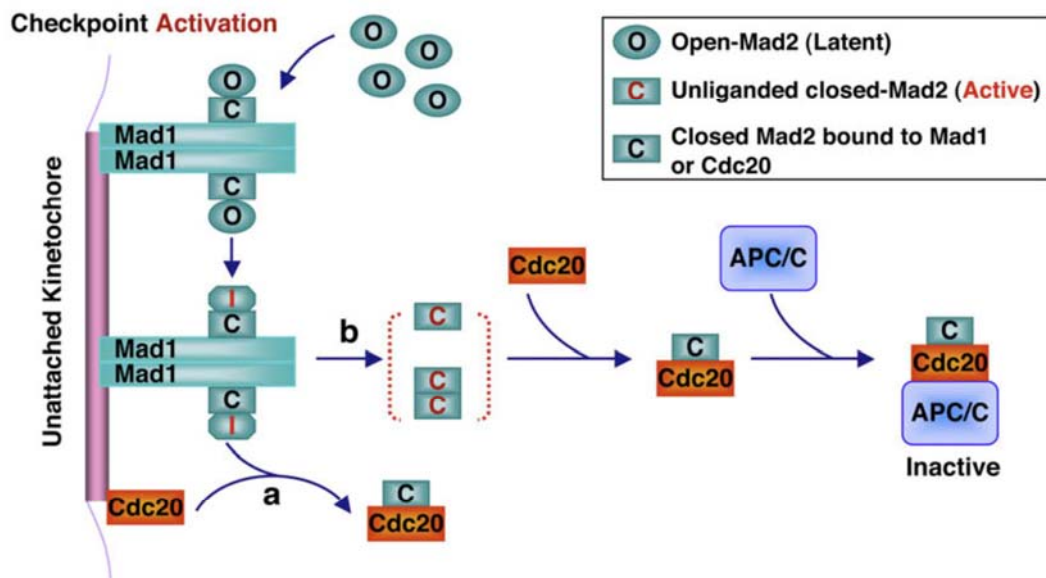 Checkpoint Activation
O
O
O
O
O
C
Mad1
Mad1
C
O
O Open-Mad2 (Latent)
C Unliganded closed-Mad2 (Active)
C Closed Mad2 bound to Mad1
or Cdc20
Unattached Kinetochore
I
C
Mad1
Mad1
C
I
b
C
C
C
Cdc20
C
Cdc20
APC/C
C
Cdc20
APC/C
Inactive
Cdc20
a
C
Cdc20